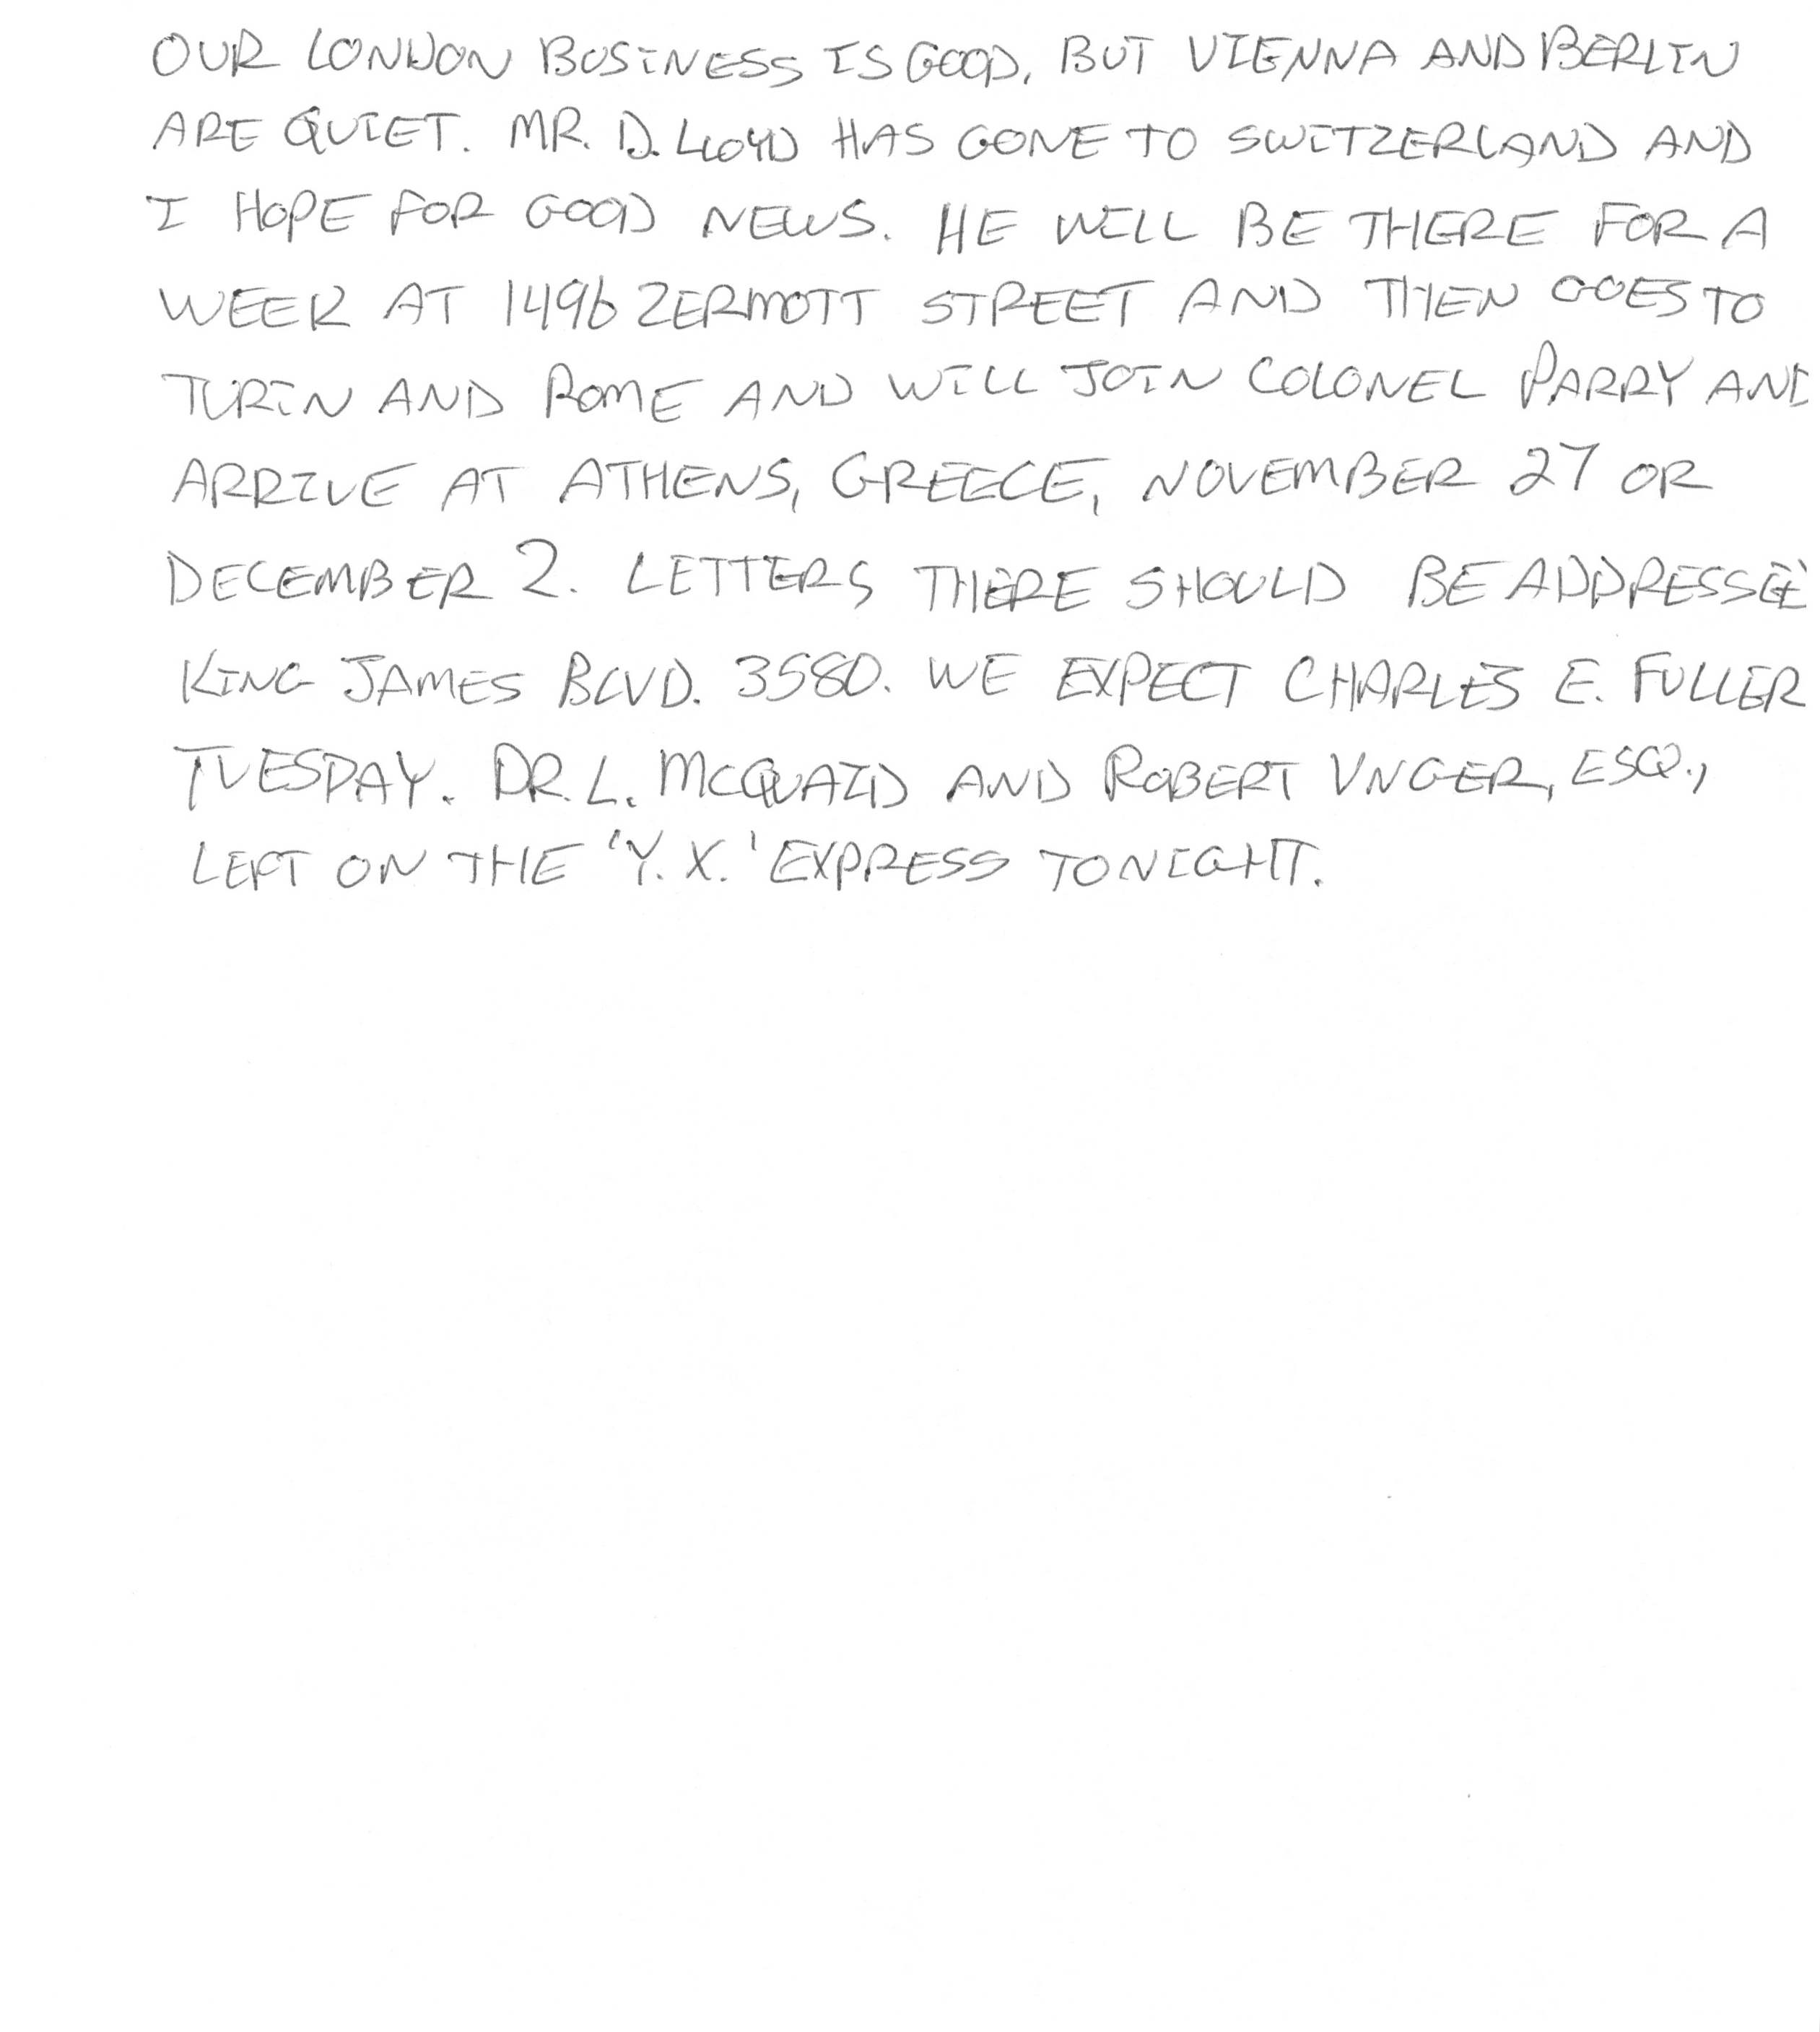 OUR LONDON BUSINESS IS GOOD, BUT VIENNA AND BERLIN
ARE QUIET. MR. D. LLOYD HAS GONE TO SWITZERLAND AND
I HOPE FOR GOOD NEWS. HE WILL BE THERE FOR A
WEEK AT 1496 ZERMOTT STREET AND THEN GOES TO
TURIN AND ROME AND WILL JOIN COLONEL PARRY AND
ARRIVE AT ATHENS, GREECE, NOVEMBER 27 OR
DECEMBER 2. LETTERS THERE SHOULD BE ADDRESSE
KING JAMES BLVD. 3580. WE EXPECT CHARLES E. FULLER
TUESDAY. DR. L. MCQUAID AND ROBERT UNGER, ESQ.,
LEFT ON THE 'Y.X.' EXPRESS TONIGHT.